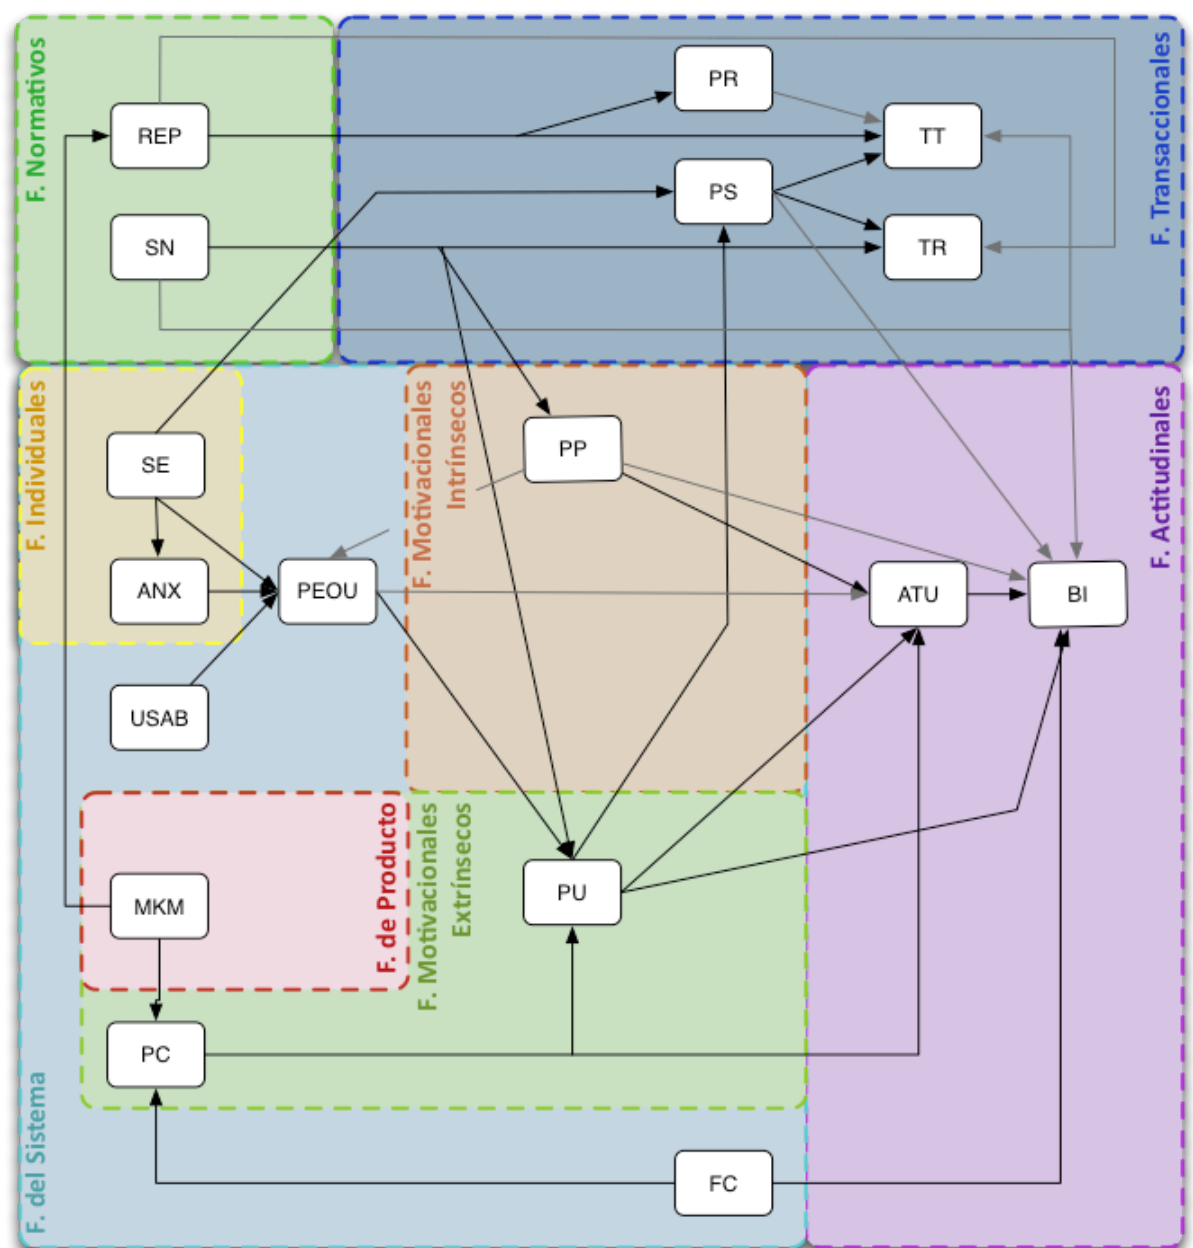 F. Normativos
REP
SN
PR
PS
TT
TR
F. Transaccionales
F. Individuales
SE
ANX
PEOU
USAB
F. Motivacionales
Intrínsecos
PP
ATU
BI
F. Actitudinales
MKM
F. de Producto
F. Motivacionales
Extrínsecos
PU
PC
F. del Sistema
FC